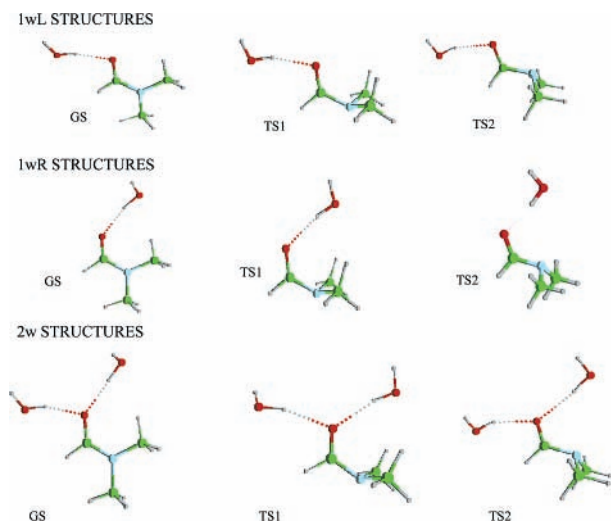 1wL STRUCTURES
GS
TS1
TS2
1wR STRUCTURES
GS
TS1
TS2
2w STRUCTURES
GS
TS1
TS2